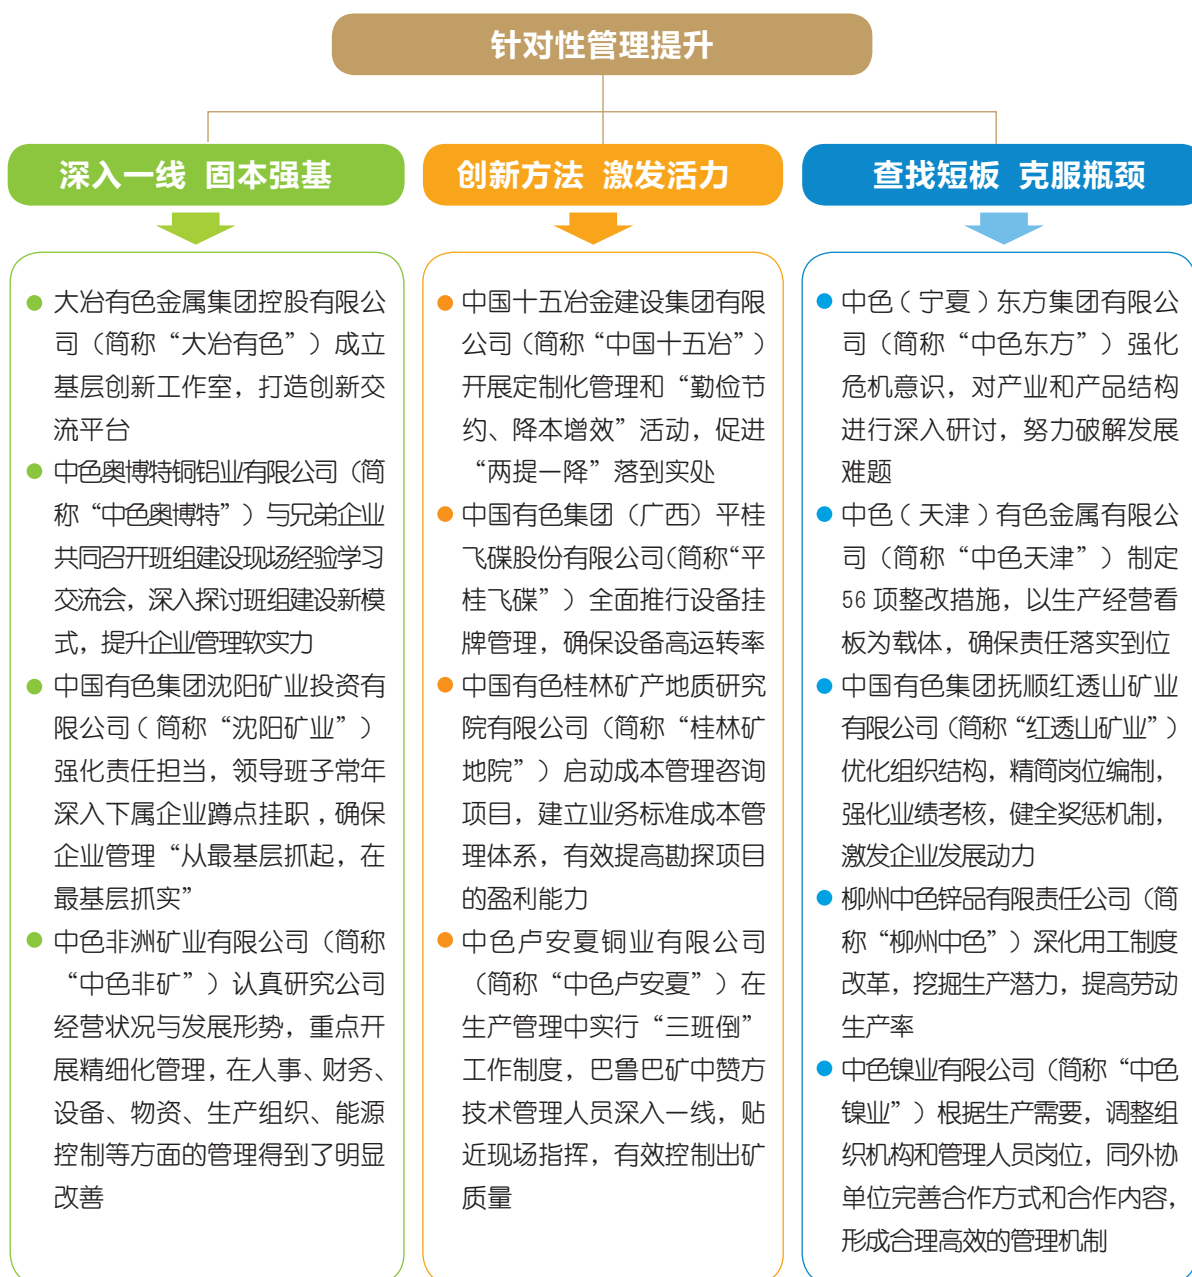 针对性管理提升
深入一线 固本强基
大冶有色金属集团控股有限公
司（简称“大冶有色”）成立
基层创新工作室，打造创新交
流平台
中色奥博特铜铝业有限公司（简
称“中色奥博特”）与兄弟企业
共同召开班组建设现场经验学习
交流会，深入探讨班组建设新模
式，提升企业管理软实力
中国有色集团沈阳矿业投资有
限公司（简称“沈阳矿业”）
强化责任担当，领导班子常年
深入下属企业蹲点挂职，确保
企业管理“从最基层抓起，在
最基层抓实”
中色非洲矿业有限公司（简称
“中色非矿”）认真研究公司
经营状况与发展形势，重点开
展精细化管理，在人事、财务、
设备、物资、生产组织、能源
控制等方面的管理得到了明显
改善
创新方法 激发活力
中国十五冶金建设集团有限
公司（简称“中国十五冶”）
开展定制化管理和“勤俭节
约、降本增效”活动，促进
“两提一降”落到实处
中国有色集团（广西）平桂
飞碟股份有限公司（简称“平
桂飞碟”）全面推行设备挂
牌管理，确保设备高运转率
中国有色桂林矿产地质研究
院有限公司（简称“桂林矿
地院”）启动成本管理咨询
项目，建立业务标准成本管
理体系，有效提高勘探项目
的盈利能力
中色卢安夏铜业有限公司
（简称“中色卢安夏”）在
生产管理中实行“三班倒”
工作制度，巴鲁巴矿中赞方
技术管理人员深入一线，贴
近现场指挥，有效控制出矿
质量
查找短板 克服瓶颈
中色（宁夏）东方集团有限公
司（简称“中色东方”）强化
危机意识，对产业和产品结构
进行深入研讨，努力破解发展
难题
中色（天津）有色金属有限公
司（简称“中色天津”）制定
56 项整改措施，以生产经营看
板为载体，确保责任落实到位
中国有色集团抚顺红透山矿业
有限公司（简称“红透山矿业”）
优化组织结构，精简岗位编制，
强化业绩考核，健全奖惩机制，
激发企业发展动力
柳州中色锌品有限责任公司（简
称“柳州中色”）深化用工制度
改革，挖掘生产潜力，提高劳动
生产率
中色镍业有限公司（简称“中色
镍业”）根据生产需要，调整组
织机构和管理人员岗位，同外协
单位完善合作方式和合作内容，
形成合理高效的管理机制